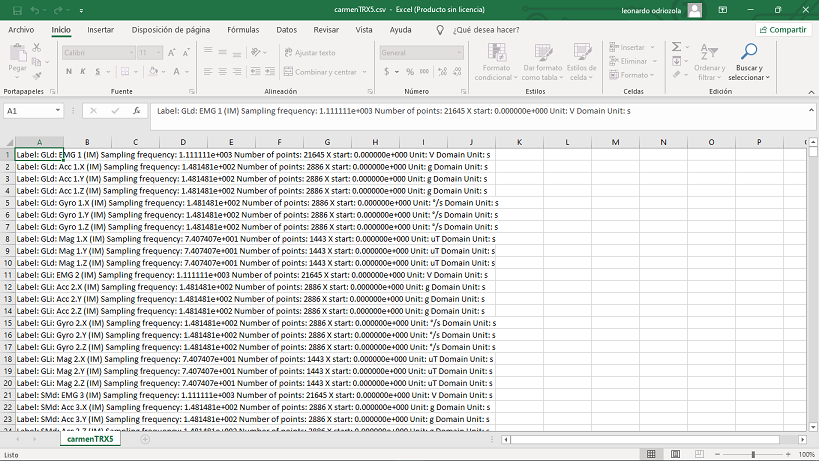 carmenTRX5.csv - Excel (Producto sin licencia)
leonardo odriozola
Archivo Inicio Insertar Disposición de página Fórmulas Datos Revisar Vista Ayuda ¿Qué desea hacer? Compartir
Pegar
Calibri 11
N K S
Ajustar texto
Combinar y centrar
General
$ % 000
Formato condicional
Dar formato como tabla
Estilos de celda
Insertar
Eliminar
Formato
Ordenar y filtrar
Buscar y seleccionar
Portapapeles Fuente Alineación Número Estilos Celdas Edición
A1 fx Label: GLd: EMG 1 (IM) Sampling frequency: 1.111111e+003 Number of points: 21645 X start: 0.000000e+000 Unit: V Domain Unit: s
A B C D E F G H I J K L M N O P
1 Label: GLd: EMG 1 (IM) Sampling frequency: 1.111111e+003 Number of points: 21645 X start: 0.000000e+000 Unit: V Domain Unit: s
2 Label: GLd: Acc 1.X (IM) Sampling frequency: 1.481481e+002 Number of points: 2886 X start: 0.000000e+000 Unit: g Domain Unit: s
3 Label: GLd: Acc 1.Y (IM) Sampling frequency: 1.481481e+002 Number of points: 2886 X start: 0.000000e+000 Unit: g Domain Unit: s
4 Label: GLd: Acc 1.Z (IM) Sampling frequency: 1.481481e+002 Number of points: 2886 X start: 0.000000e+000 Unit: g Domain Unit: s
5 Label: GLd: Gyro 1.X (IM) Sampling frequency: 1.481481e+002 Number of points: 2886 X start: 0.000000e+000 Unit: °/s Domain Unit: s
6 Label: GLd: Gyro 1.Y (IM) Sampling frequency: 1.481481e+002 Number of points: 2886 X start: 0.000000e+000 Unit: °/s Domain Unit: s
7 Label: GLd: Gyro 1.Z (IM) Sampling frequency: 1.481481e+002 Number of points: 2886 X start: 0.000000e+000 Unit: °/s Domain Unit: s
8 Label: GLd: Mag 1.X (IM) Sampling frequency: 7.407407e+001 Number of points: 1443 X start: 0.000000e+000 Unit: uT Domain Unit: s
9 Label: GLd: Mag 1.Y (IM) Sampling frequency: 7.407407e+001 Number of points: 1443 X start: 0.000000e+000 Unit: uT Domain Unit: s
10 Label: GLd: Mag 1.Z (IM) Sampling frequency: 7.407407e+001 Number of points: 1443 X start: 0.000000e+000 Unit: uT Domain Unit: s
11 Label: GLi: EMG 2 (IM) Sampling frequency: 1.111111e+003 Number of points: 21645 X start: 0.000000e+000 Unit: V Domain Unit: s
12 Label: GLi: Acc 2.X (IM) Sampling frequency: 1.481481e+002 Number of points: 2886 X start: 0.000000e+000 Unit: g Domain Unit: s
13 Label: GLi: Acc 2.Y (IM) Sampling frequency: 1.481481e+002 Number of points: 2886 X start: 0.000000e+000 Unit: g Domain Unit: s
14 Label: GLi: Acc 2.Z (IM) Sampling frequency: 1.481481e+002 Number of points: 2886 X start: 0.000000e+000 Unit: g Domain Unit: s
15 Label: GLi: Gyro 2.X (IM) Sampling frequency: 1.481481e+002 Number of points: 2886 X start: 0.000000e+000 Unit: °/s Domain Unit: s
16 Label: GLi: Gyro 2.Y (IM) Sampling frequency: 1.481481e+002 Number of points: 2886 X start: 0.000000e+000 Unit: °/s Domain Unit: s
17 Label: GLi: Gyro 2.Z (IM) Sampling frequency: 1.481481e+002 Number of points: 2886 X start: 0.000000e+000 Unit: °/s Domain Unit: s
18 Label: GLi: Mag 2.X (IM) Sampling frequency: 7.407407e+001 Number of points: 1443 X start: 0.000000e+000 Unit: uT Domain Unit: s
19 Label: GLi: Mag 2.Y (IM) Sampling frequency: 7.407407e+001 Number of points: 1443 X start: 0.000000e+000 Unit: uT Domain Unit: s
20 Label: GLi: Mag 2.Z (IM) Sampling frequency: 7.407407e+001 Number of points: 1443 X start: 0.000000e+000 Unit: uT Domain Unit: s
21 Label: SMd: EMG 3 (IM) Sampling frequency: 1.111111e+003 Number of points: 21645 X start: 0.000000e+000 Unit: V Domain Unit: s
22 Label: SMd: Acc 3.X (IM) Sampling frequency: 1.481481e+002 Number of points: 2886 X start: 0.000000e+000 Unit: g Domain Unit: s
23 Label: SMd: Acc 3.Y (IM) Sampling frequency: 1.481481e+002 Number of points: 2886 X start: 0.000000e+000 Unit: g Domain Unit: s
carmenTRX5
Listo 100%